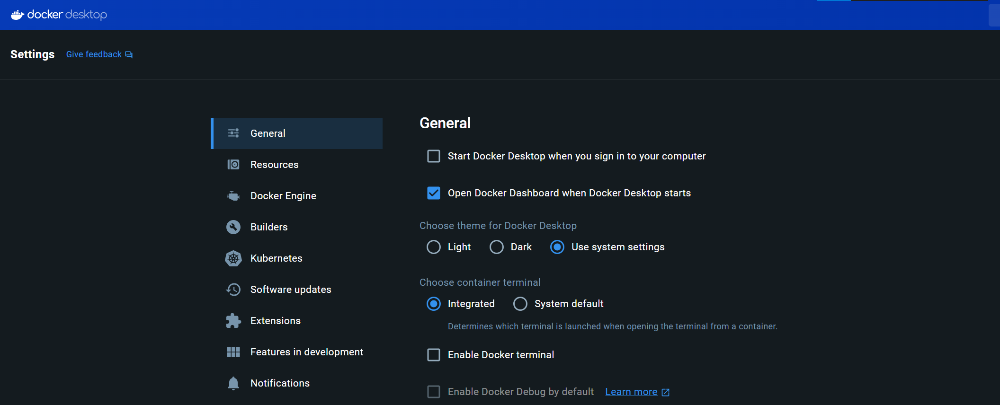 docker desktop
Settings Give feedback
General
Resources
Docker Engine
Builders
Kubernetes
Software updates
Extensions
Features in development
Notifications
General
Start Docker Desktop when you sign in to your computer
Open Docker Dashboard when Docker Desktop starts
Choose theme for Docker Desktop
Light Dark Use system settings
Choose container terminal
Integrated System default
Determines which terminal is launched when opening the terminal from a container.
Enable Docker terminal
Enable Docker Debug by default Learn more